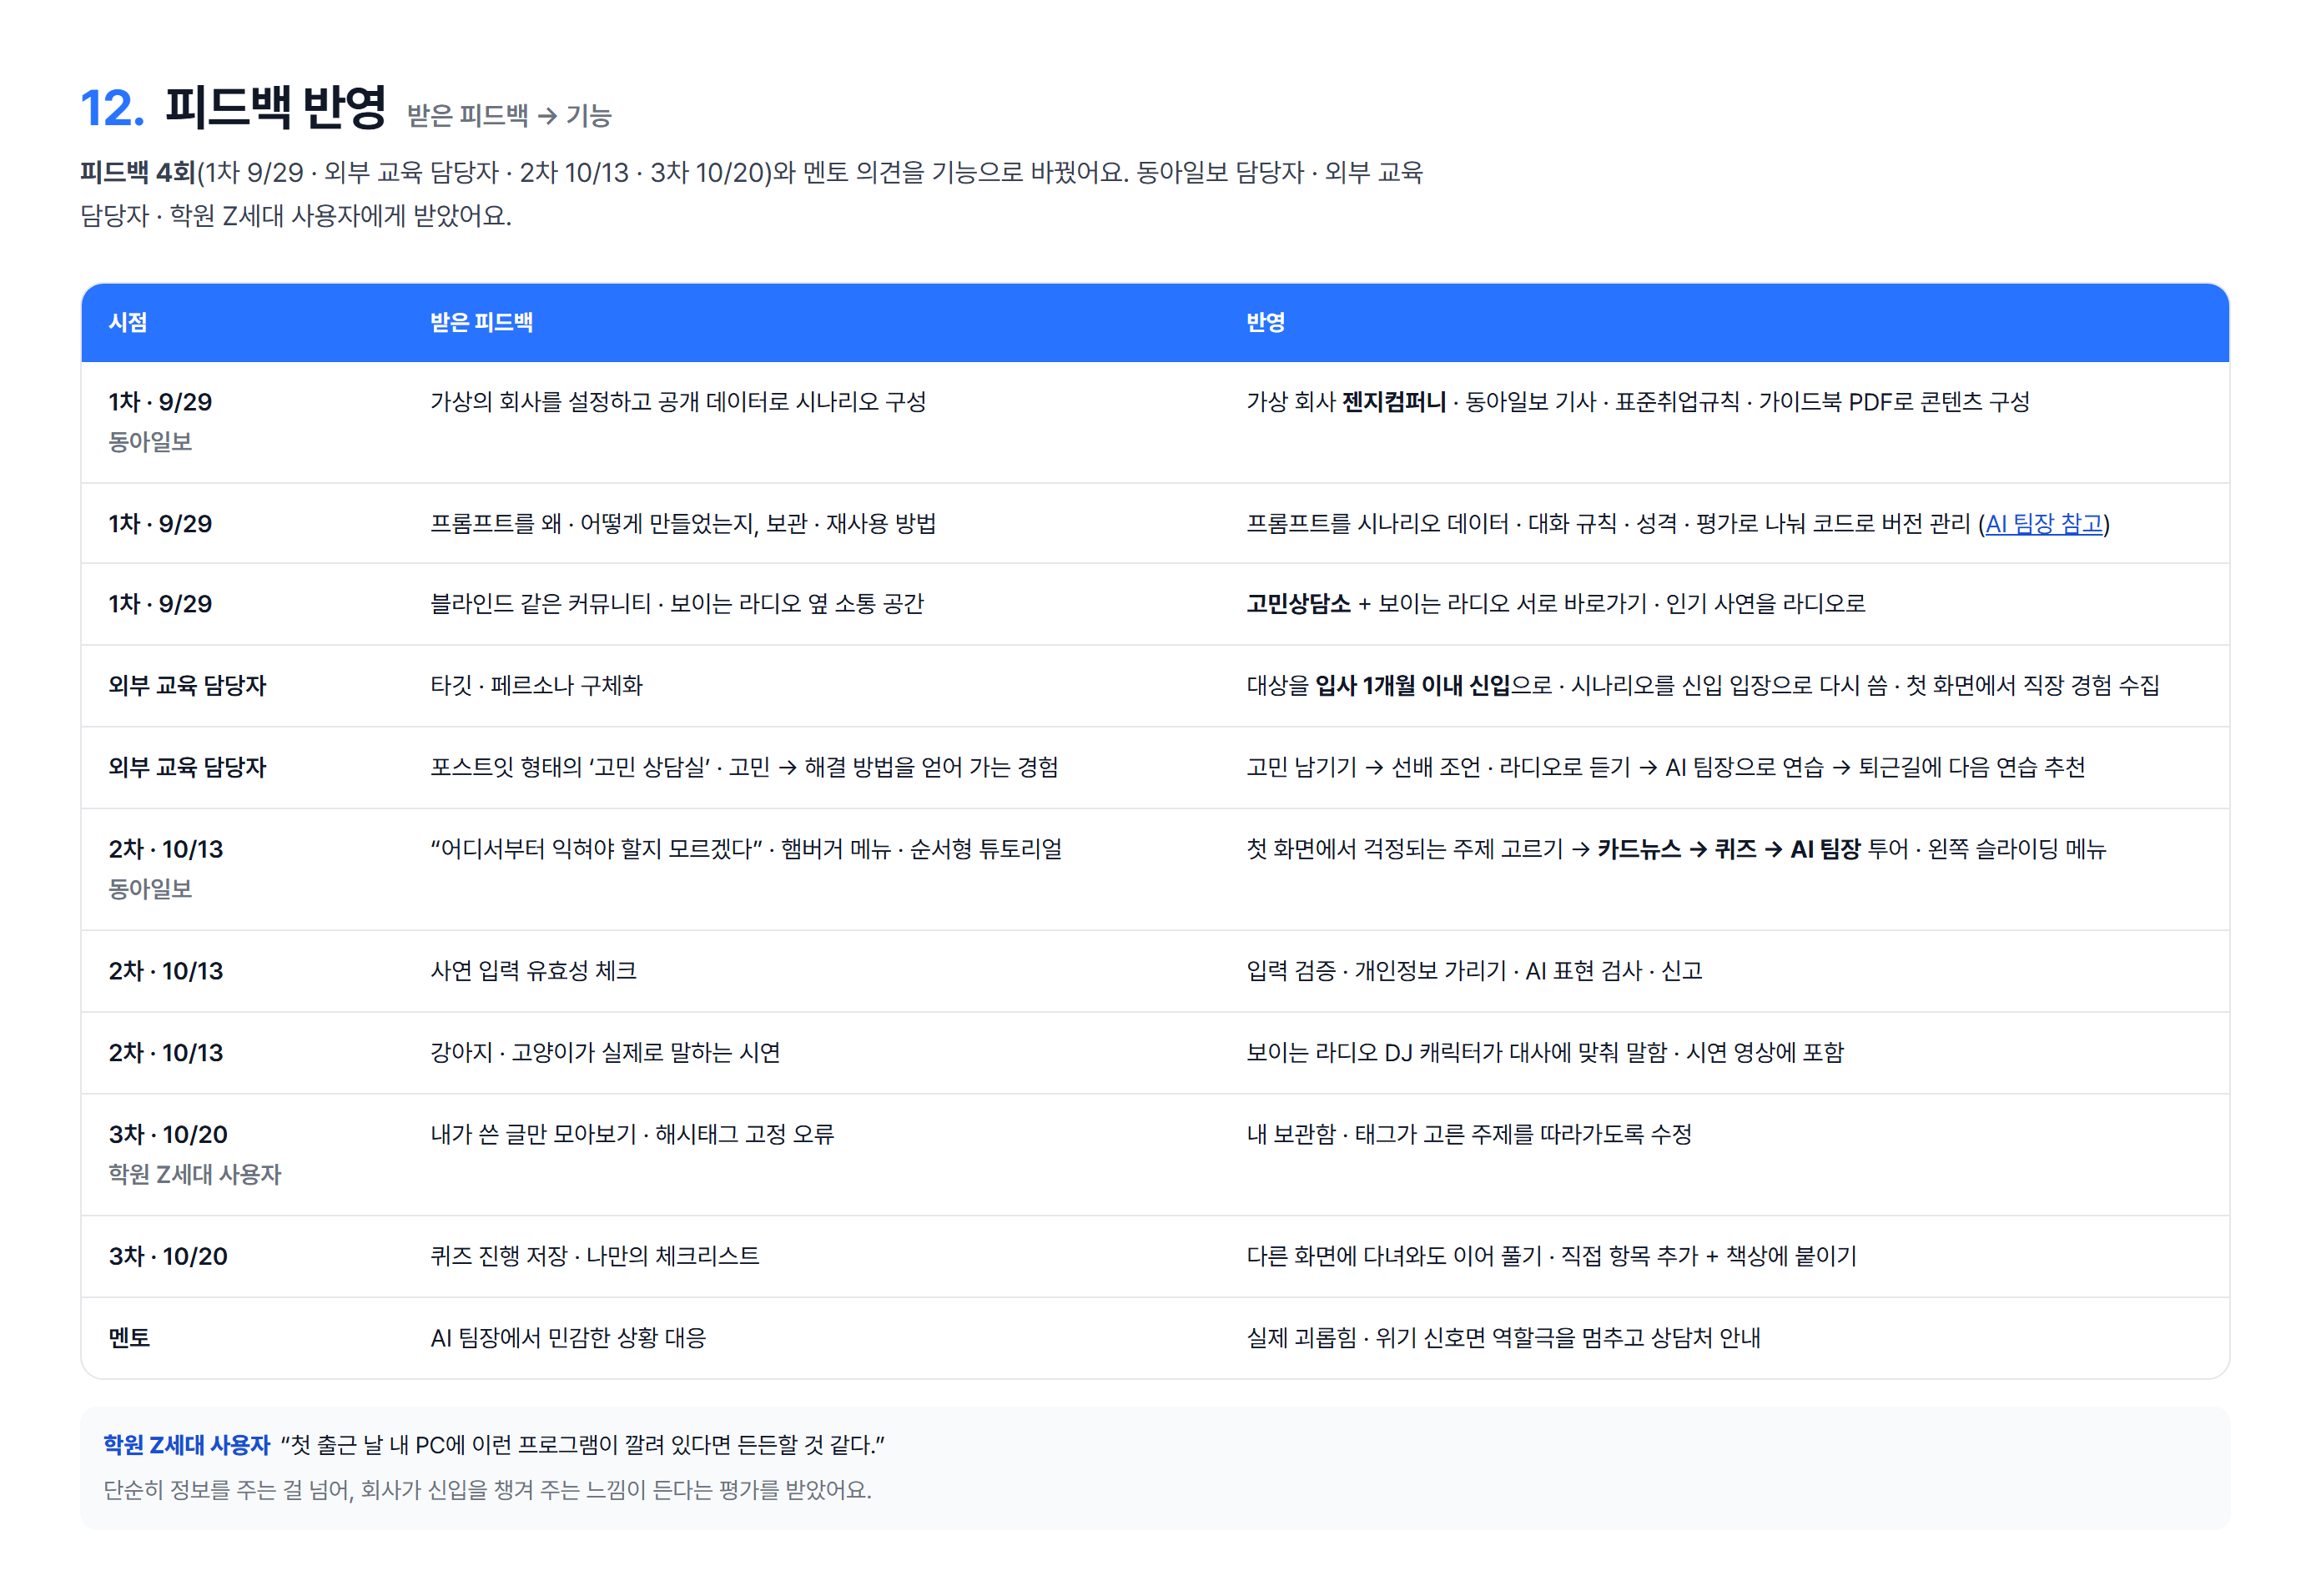 12. 피드백 반영 받은 피드백 → 기능
피드백 4회(1차 9/29 · 외부 교육 담당자 · 2차 10/13 · 3차 10/20)와 멘토 의견을 기능으로 바꿨어요. 동아일보 담당자 · 외부 교육
담당자 · 학원 Z세대 사용자에게 받았어요.
시점 받은 피드백 반영
1차 · 9/29 가상의 회사를 설정하고 공개 데이터로 시나리오 구성 가상 회사 젠지컴퍼니 · 동아일보 기사 · 표준취업규칙 · 가이드북 PDF로 콘텐츠 구성
동아일보
1차 · 9/29 프롬프트를 왜 · 어떻게 만들었는지, 보관 · 재사용 방법 프롬프트를 시나리오 데이터 · 대화 규칙 · 성격 · 평가로 나눠 코드로 버전 관리 (AI 팀장 참고)
1차 · 9/29 블라인드 같은 커뮤니티 · 보이는 라디오 옆 소통 공간 고민상담소 + 보이는 라디오 서로 바로가기 · 인기 사연을 라디오로
외부 교육 담당자 타깃 · 페르소나 구체화 대상을 입사 1개월 이내 신입으로 · 시나리오를 신입 입장으로 다시 씀 · 첫 화면에서 직장 경험 수집
외부 교육 담당자 포스트잇 형태의 ‘고민 상담실’ · 고민 → 해결 방법을 얻어 가는 경험 고민 남기기 → 선배 조언 · 라디오로 듣기 → AI 팀장으로 연습 → 퇴근길에 다음 연습 추천
2차 · 10/13 “어디서부터 익혀야 할지 모르겠다” · 햄버거 메뉴 · 순서형 튜토리얼 첫 화면에서 걱정되는 주제 고르기 → 카드뉴스 → 퀴즈 → AI 팀장 투어 · 왼쪽 슬라이딩 메뉴
동아일보
2차 · 10/13 사연 입력 유효성 체크 입력 검증 · 개인정보 가리기 · AI 표현 검사 · 신고
2차 · 10/13 강아지 · 고양이가 실제로 말하는 시연 보이는 라디오 DJ 캐릭터가 대사에 맞춰 말함 · 시연 영상에 포함
3차 · 10/20 내가 쓴 글만 모아보기 · 해시태그 고정 오류 내 보관함 · 태그가 고른 주제를 따라가도록 수정
학원 Z세대 사용자
3차 · 10/20 퀴즈 진행 저장 · 나만의 체크리스트 다른 화면에 다녀와도 이어 풀기 · 직접 항목 추가 + 책상에 붙이기
멘토 AI 팀장에서 민감한 상황 대응 실제 괴롭힘 · 위기 신호면 역할극을 멈추고 상담처 안내
학원 Z세대 사용자 “첫 출근 날 내 PC에 이런 프로그램이 깔려 있다면 든든할 것 같다.”
단순히 정보를 주는 걸 넘어, 회사가 신입을 챙겨 주는 느낌이 든다는 평가를 받았어요.